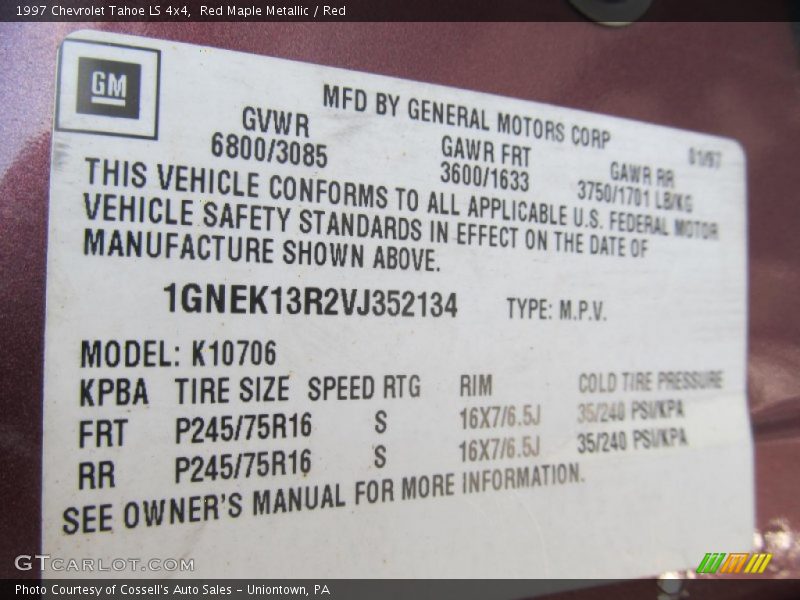 1997 Chevrolet Tahoe LS 4x4, Red Maple Metallic / Red
GM
MFD BY GENERAL MOTORS CORP
01/97
GVWR GAWR FRT GAWR RR
6800/3085 3600/1633 3750/1701 LB/KG
THIS VEHICLE CONFORMS TO ALL APPLICABLE U.S. FEDERAL MOTOR
VEHICLE SAFETY STANDARDS IN EFFECT ON THE DATE OF
MANUFACTURE SHOWN ABOVE.
1GNEK13R2VJ352134 TYPE: M.P.V.
MODEL: K10706
KPBA TIRE SIZE SPEED RTG RIM COLD TIRE PRESSURE
FRT P245/75R16 S 16X7/6.5J 35/240 PSI/KPA
RR P245/75R16 S 16X7/6.5J 35/240 PSI/KPA
SEE OWNER'S MANUAL FOR MORE INFORMATION.
GTCARLOT.COM
Photo Courtesy of Cossell's Auto Sales - Uniontown, PA